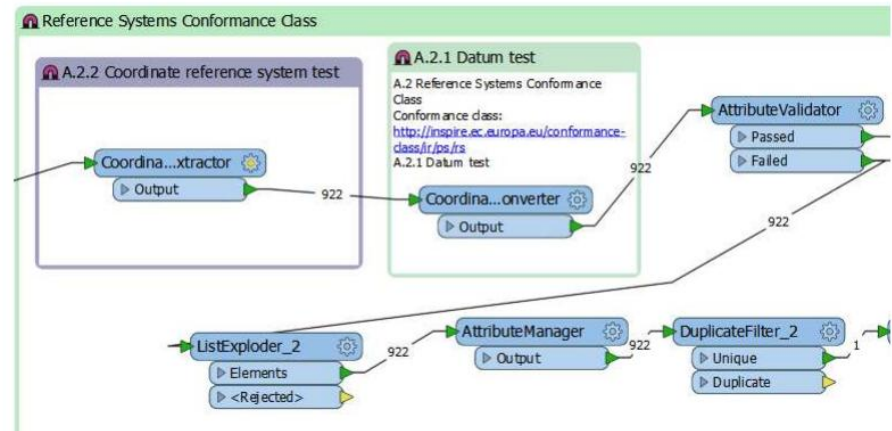 Reference Systems Conformance Class
A.2.2 Coordinate reference system test
Coordina...xtractor
Output
922
A.2.1 Datum test
A.2 Reference Systems Conformance
Class
Conformance class:
http://inspire.ec.europa.eu/conformance-
class/ir/ps/rs
A.2.1 Datum test
Coordina...onverter
Output
922
AttributeValidator
Passed
Failed
922
ListExploder_2
Elements
<Rejected>
922
AttributeManager
Output
922
DuplicateFilter_2
Unique
Duplicate
1